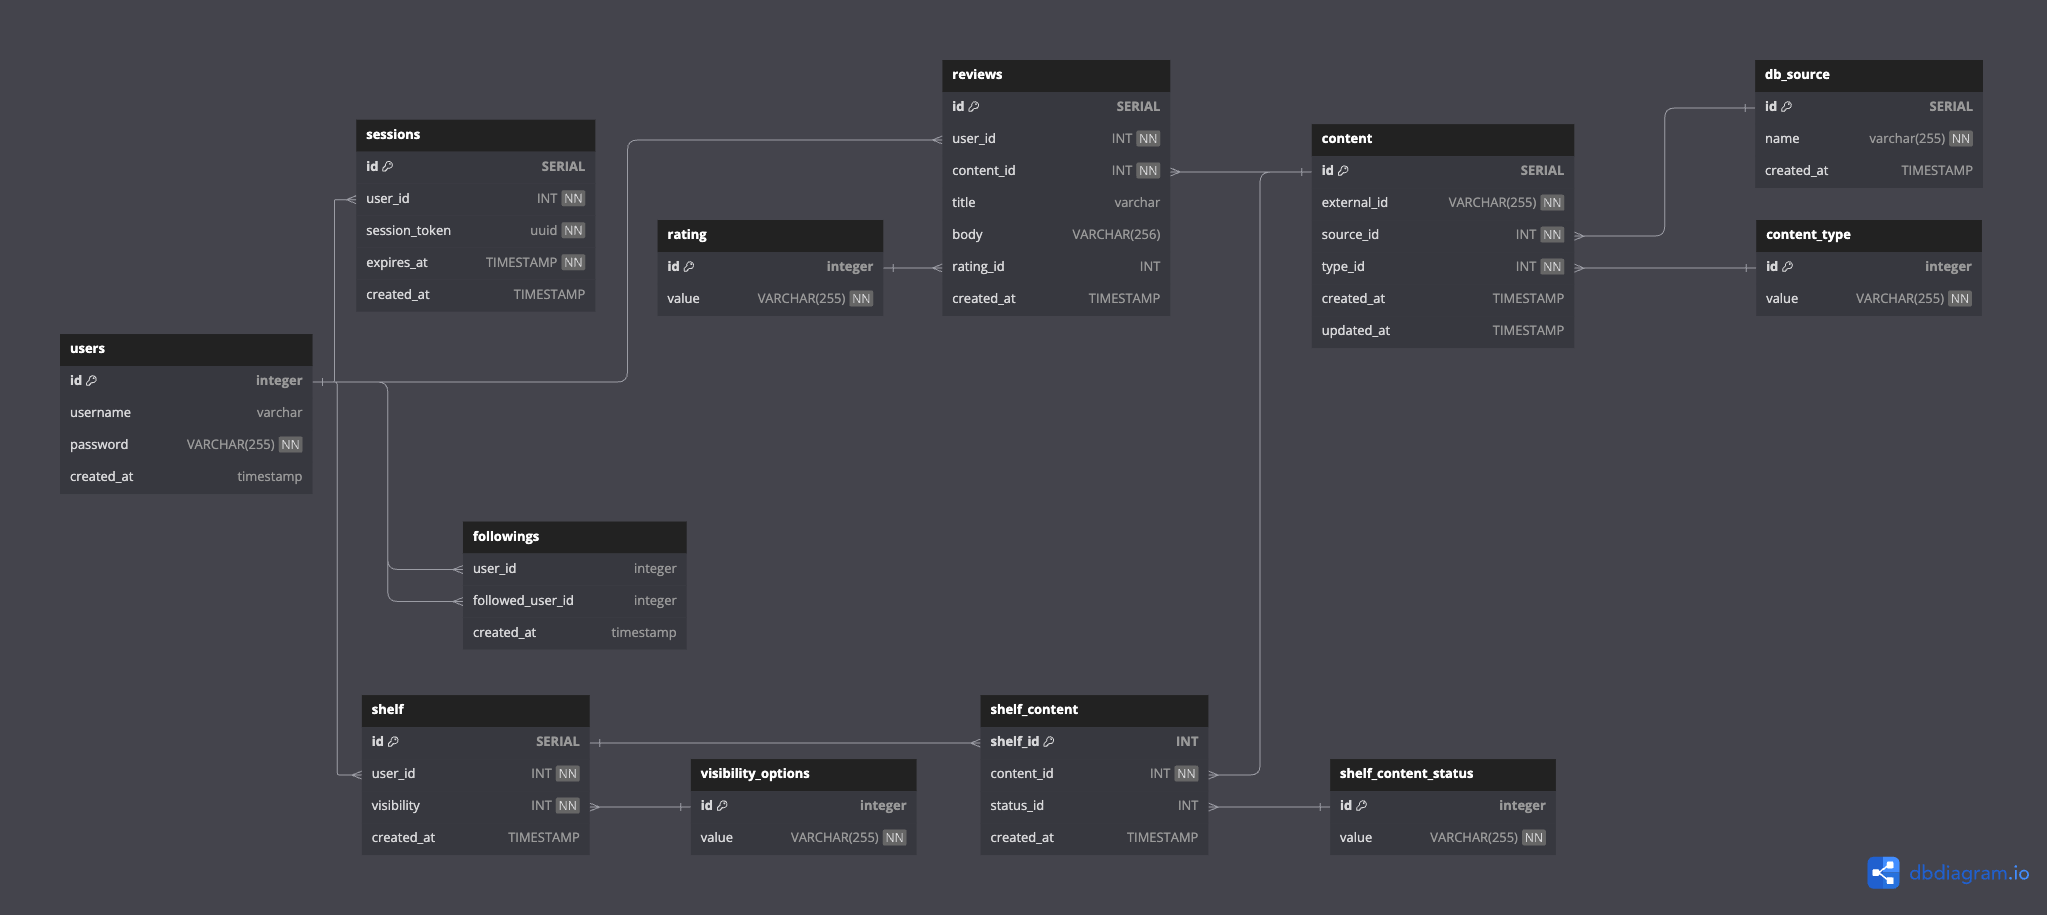 sessions
id SERIAL
user_id INT NN
session_token uuid NN
expires_at TIMESTAMP NN
created_at TIMESTAMP
users
id integer
username varchar
password VARCHAR(255) NN
created_at timestamp
rating
id integer
value VARCHAR(255) NN
reviews
id SERIAL
user_id INT NN
content_id INT NN
title varchar
body VARCHAR(256)
rating_id INT
created_at TIMESTAMP
content
id SERIAL
external_id VARCHAR(255) NN
source_id INT NN
type_id INT NN
created_at TIMESTAMP
updated_at TIMESTAMP
db_source
id SERIAL
name varchar(255) NN
created_at TIMESTAMP
content_type
id integer
value VARCHAR(255) NN
followings
user_id integer
followed_user_id integer
created_at timestamp
shelf
id SERIAL
user_id INT NN
visibility INT NN
created_at TIMESTAMP
visibility_options
id integer
value VARCHAR(255) NN
shelf_content
shelf_id INT
content_id INT NN
status_id INT
created_at TIMESTAMP
shelf_content_status
id integer
value VARCHAR(255) NN
dbdiagram.io